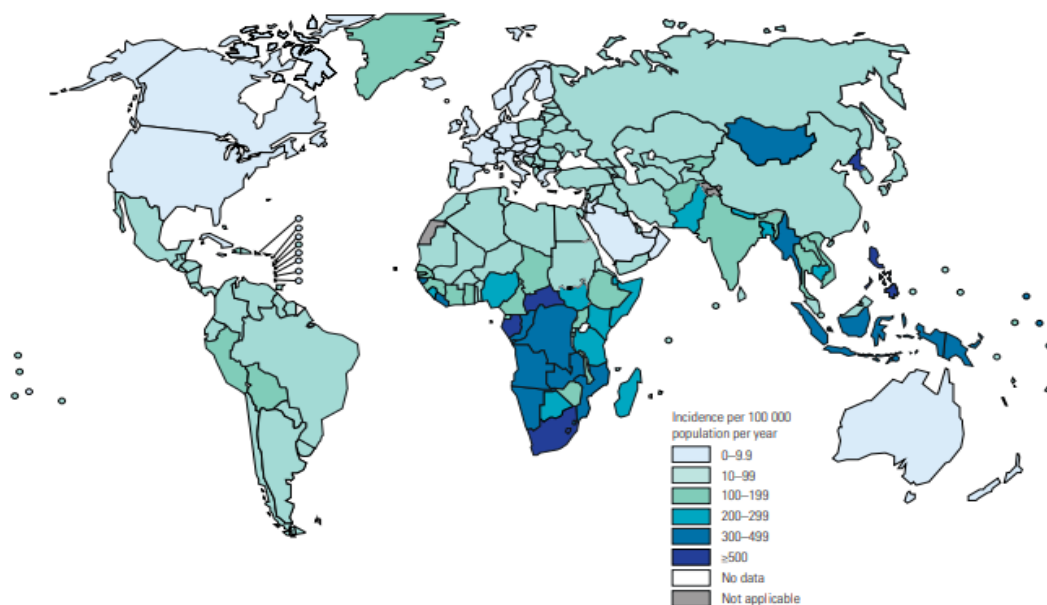 Incidence per 100 000
population per year
0–9.9
10–99
100–199
200–299
300–499
≥500
No data
Not applicable